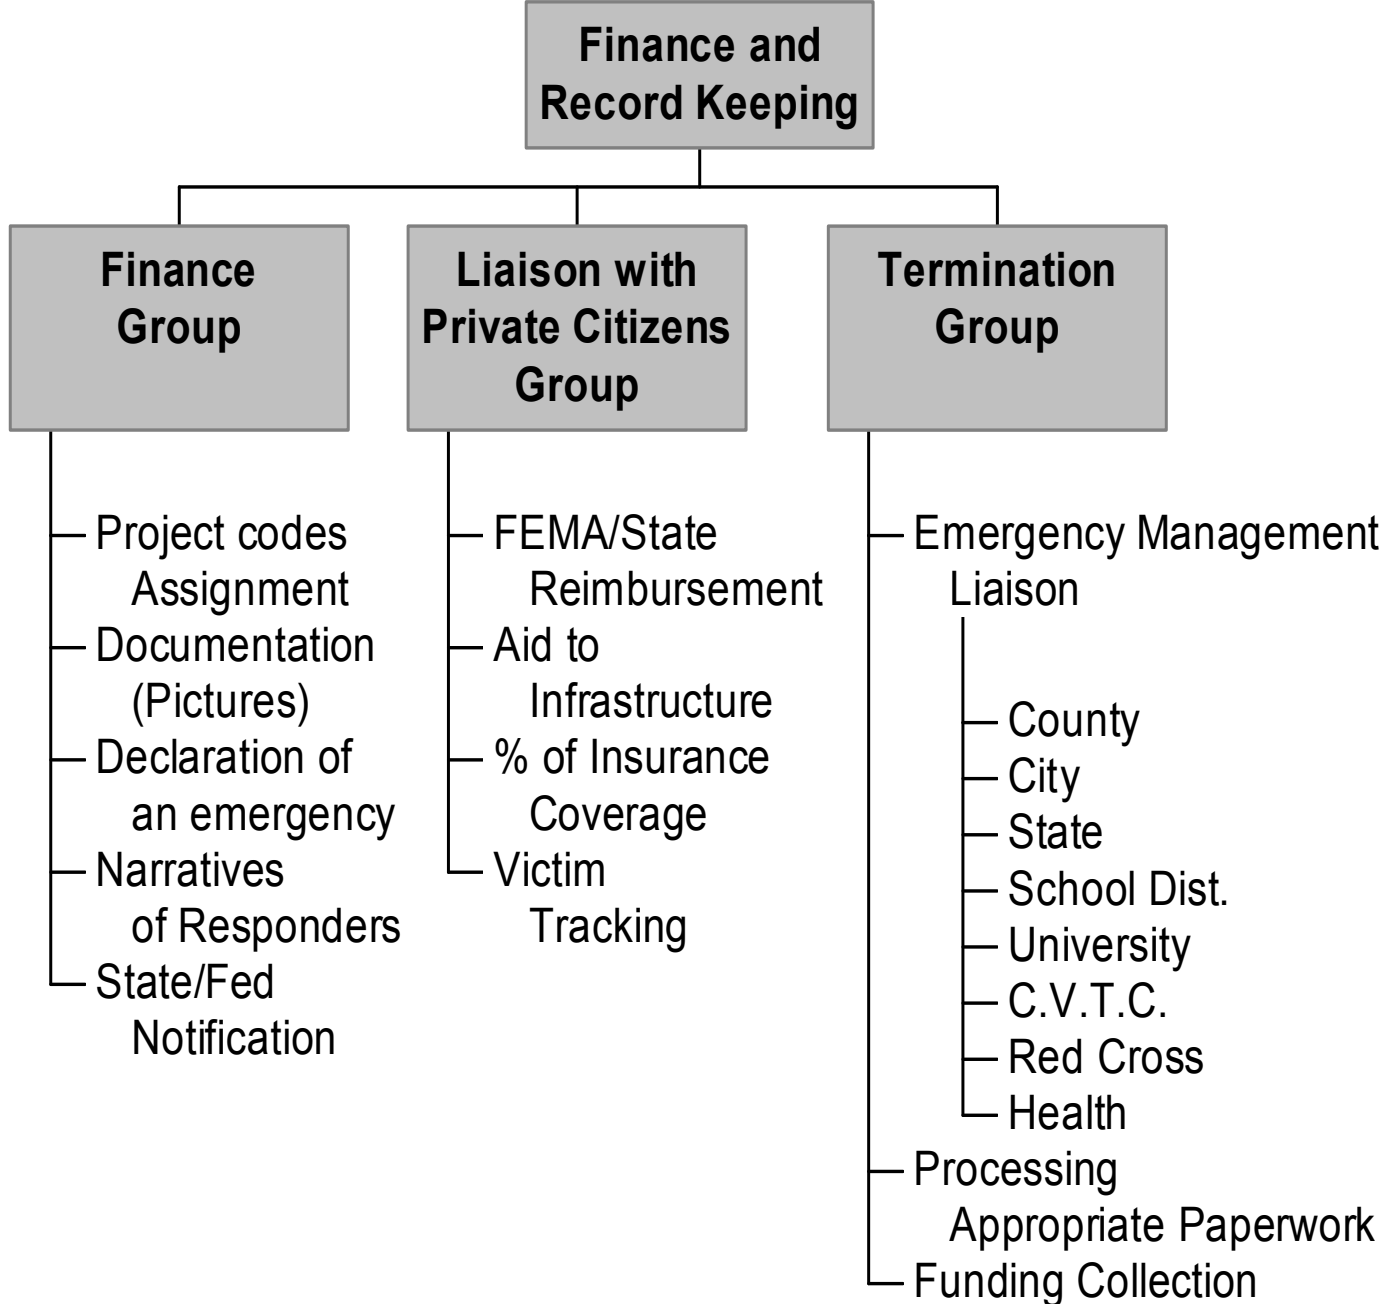 Finance and
Record Keeping
Finance
Group
Liaison with
Private Citizens
Group
Termination
Group
Project codes
Assignment
Documentation
(Pictures)
Declaration of
an emergency
Narratives
of Responders
State/Fed
Notification
FEMA/State
Reimbursement
Aid to
Infrastructure
% of Insurance
Coverage
Victim
Tracking
Emergency Management
Liaison
County
City
State
School Dist.
University
C.V.T.C.
Red Cross
Health
Processing
Appropriate Paperwork
Funding Collection